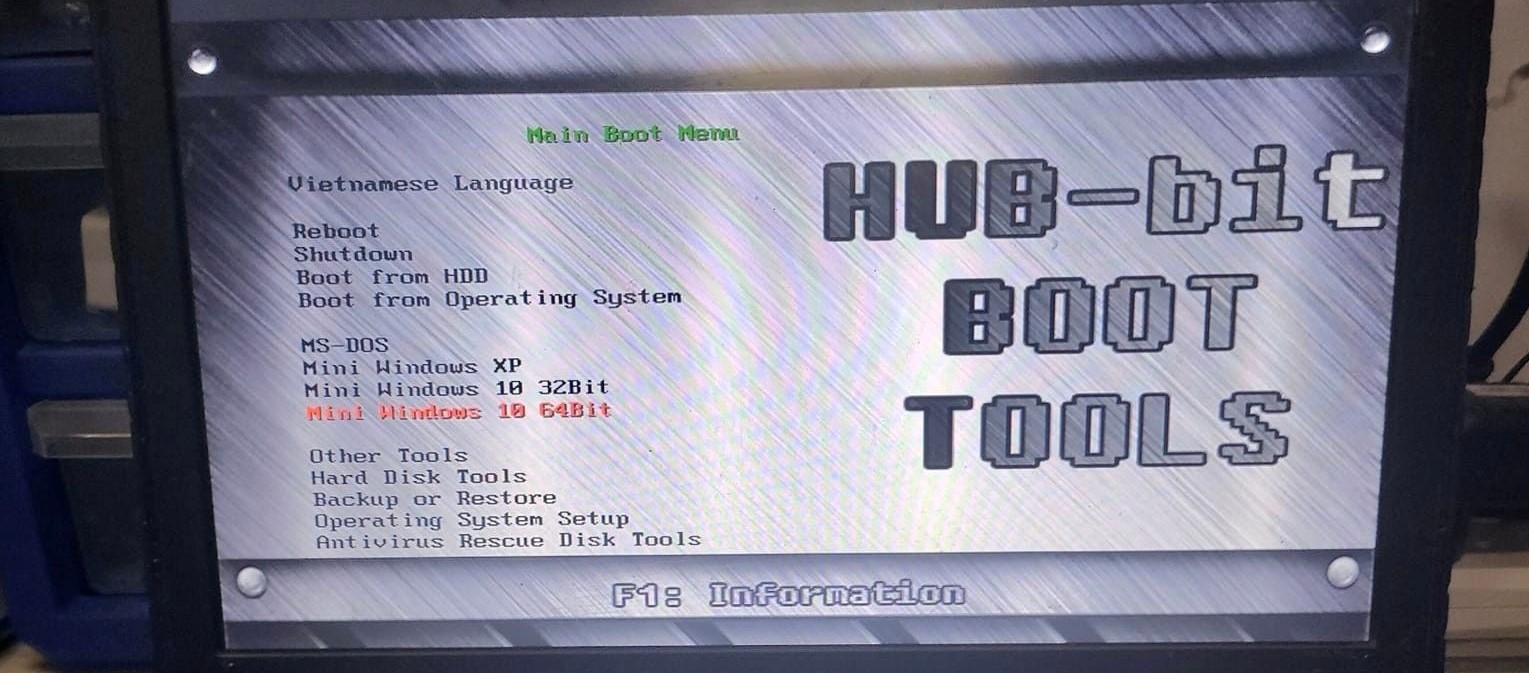 Main Boot Menu
Vietnamese Language
Reboot
Shutdown
Boot from HDD
Boot from Operating System
MS-DOS
Mini Windows XP
Mini Windows 10 32Bit
Mini Windows 10 64Bit
Other Tools
Hard Disk Tools
Backup or Restore
Operating System Setup
Antivirus Rescue Disk Tools
HUB-bit
BOOT
TOOLS
F1: Information